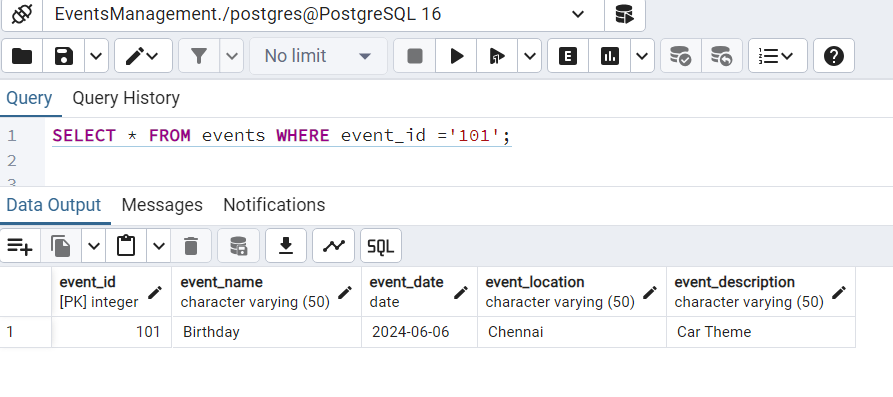 EventsManagement./postgres@PostgreSQL 16
No limit
E
SQL
Query Query History
1 SELECT * FROM events WHERE event_id ='101';
2
3
Data Output Messages Notifications
SQL
event_id event_name event_date event_location event_description
[PK] integer character varying (50) date character varying (50) character varying (50)
1 101 Birthday 2024-06-06 Chennai Car Theme